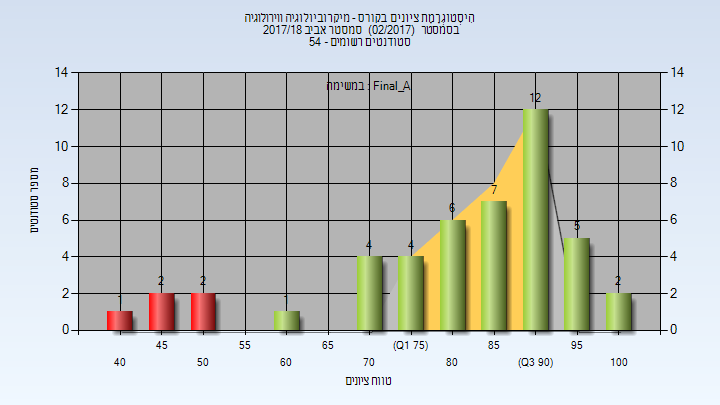 היסטוגרמת ציונים בקורס - מיקרוביולוגיה ווירולוגיה
בסמסטר (02/2017) סמסטר אביב 2017/18
סטודנטים רשומים - 54
במשימה : Final_A
מספר סטודנטים
14 14
12 12
10 10
8 8
6 6
4 4
2 2
0 0
1 2 2 1 4 4 6 7 12 5 2
45 55 65 (Q1 75) 85 95
40 50 60 70 80 (Q3 90) 100
טווח ציונים